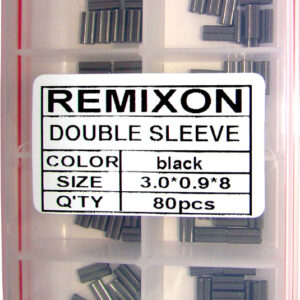 REMIXON
DOUBLE SLEEVE
COLOR black
SIZE 3.0*0.9*8
Q'TY 80pcs